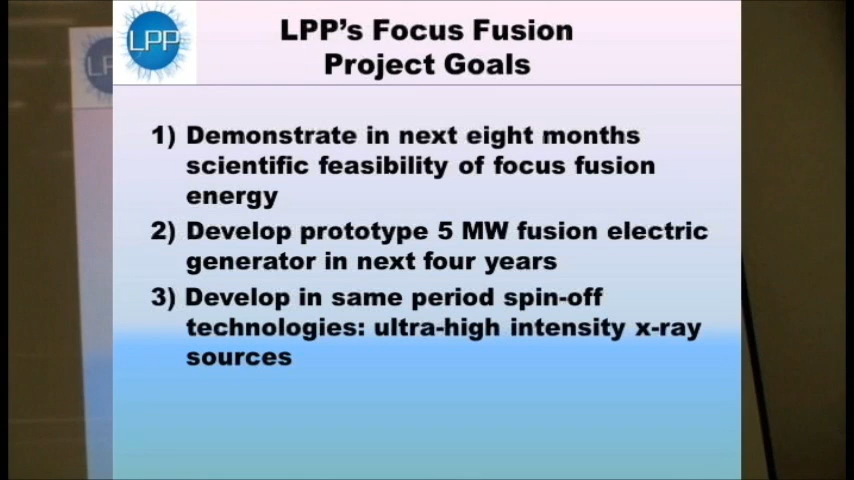 LPP
LP
LPP's Focus Fusion
Project Goals
1) Demonstrate in next eight months
scientific feasibility of focus fusion
energy
2) Develop prototype 5 MW fusion electric
generator in next four years
3) Develop in same period spin-off
technologies: ultra-high intensity x-ray
sources